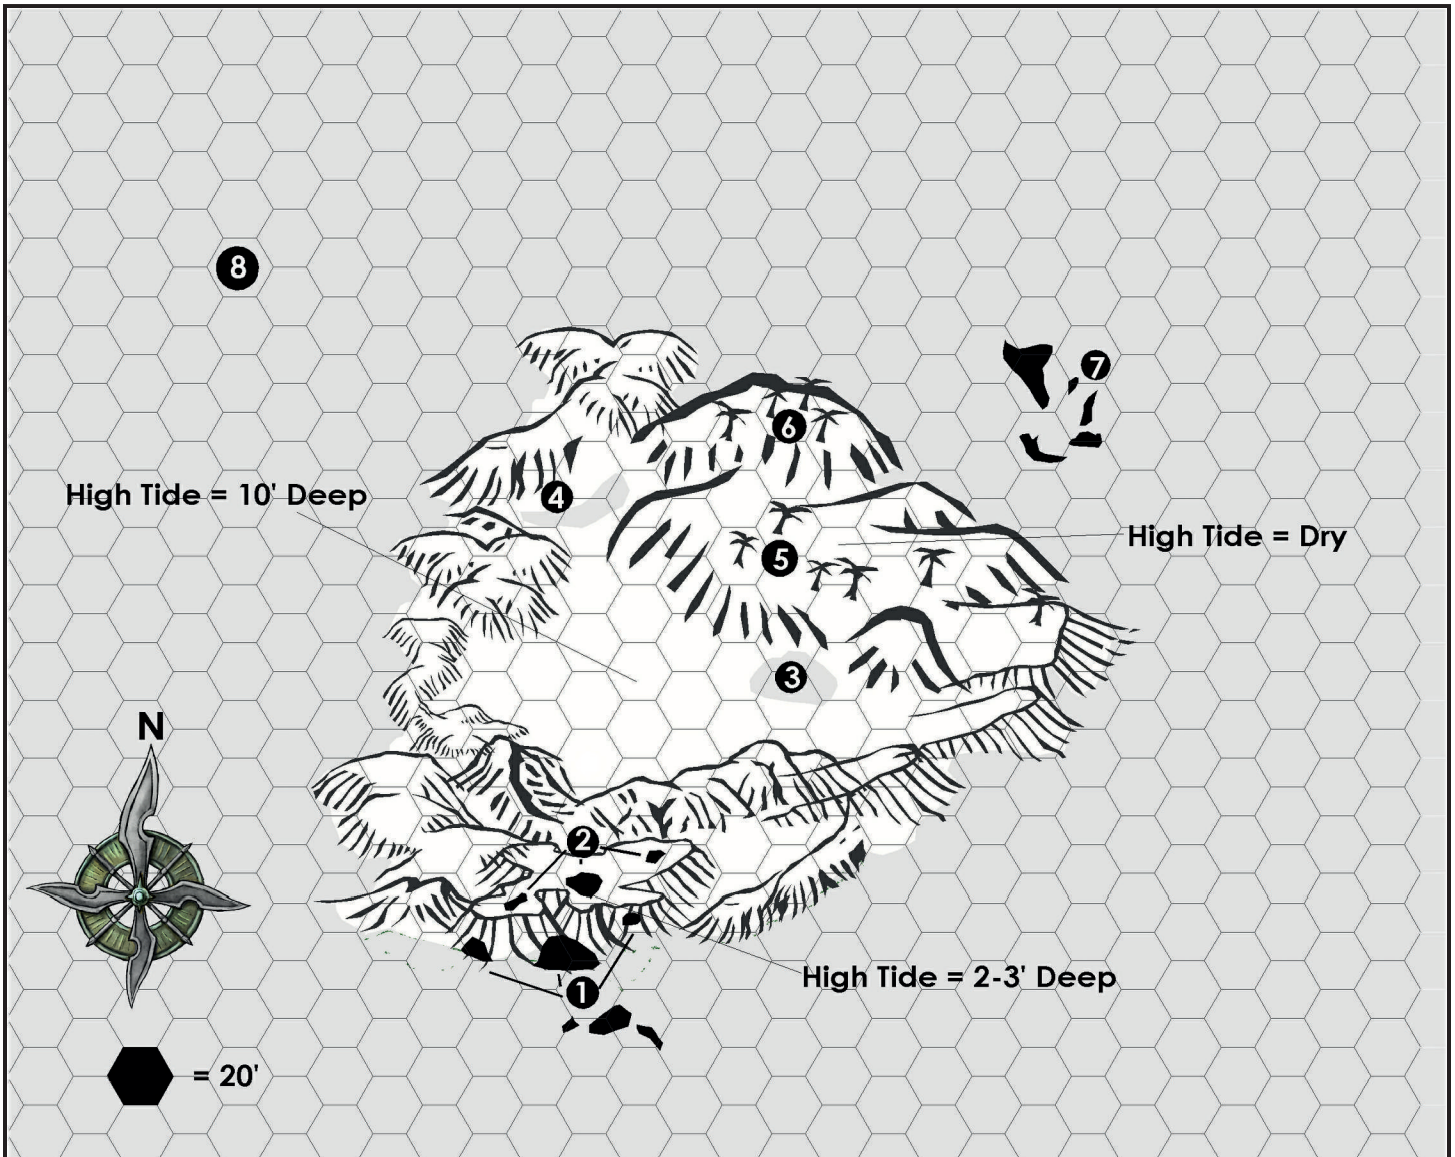 8
7
6
High Tide = 10' Deep
4
High Tide = Dry
5
3
N
2
High Tide = 2-3' Deep
1
= 20'